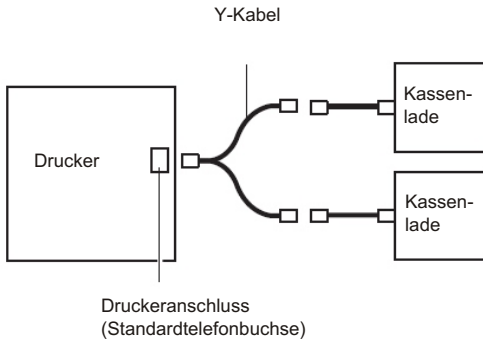 Y-Kabel
Kassen-
lade
Drucker
Kassen-
lade
Druckeranschluss
(Standardtelefonbuchse)